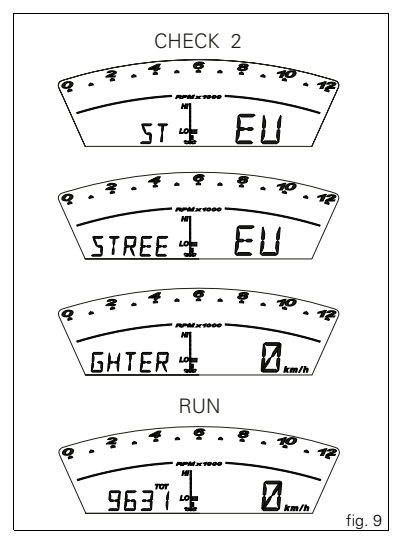 CHECK 2
0 . 2 . 4 . 6 . 8 . 10 . 12
RPM x 1000
HI
ST LO EU
0 . 2 . 4 . 6 . 8 . 10 . 12
RPM x 1000
HI
STREE LO EU
0 . 2 . 4 . 6 . 8 . 10 . 12
RPM x 1000
HI
GHTER LO 0 km/h
RUN
0 . 2 . 4 . 6 . 8 . 10 . 12
RPM x 1000
HI
TOT
9631 LO 0 km/h
fig. 9